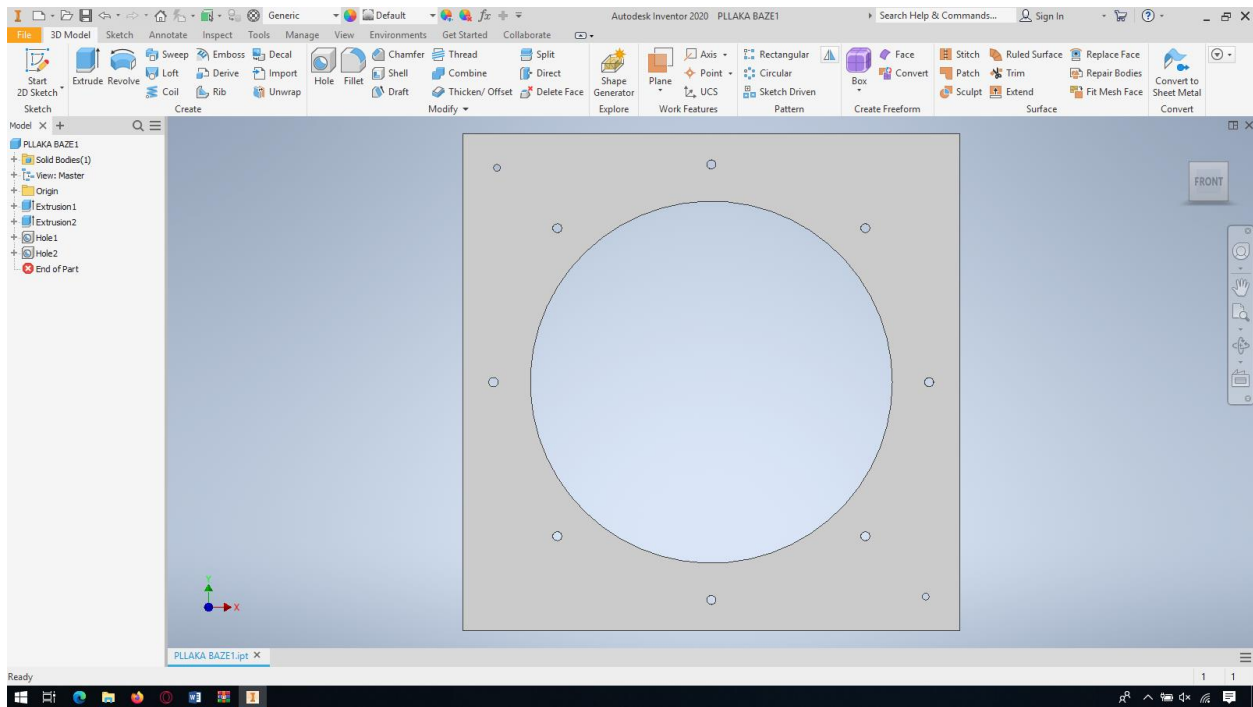 Generic Default fx Autodesk Inventor 2020 PLLAKA BAZE1 Search Help & Commands... Sign In
File 3D Model Sketch Annotate Inspect Tools Manage View Environments Get Started Collaborate
Sweep Emboss Decal Chamfer Thread Split Axis Rectangular Face Stitch Ruled Surface Replace Face
Start 2D Sketch Extrude Revolve Loft Derive Import Hole Fillet Shell Combine Direct Shape Generator Plane Point Circular Box Convert Patch Trim Repair Bodies Convert to Sheet Metal
Coil Rib Unwrap Draft Thicken/ Offset Delete Face UCS Sketch Driven Sculpt Extend Fit Mesh Face
Sketch Create Modify Explore Work Features Pattern Create Freeform Surface Convert
Model
PLLAKA BAZE1
Solid Bodies(1)
View: Master
Origin
Extrusion1
Extrusion2
Hole1
Hole2
End of Part
FRONT
Y
X
PLLAKA BAZE1.ipt
Ready 1 1